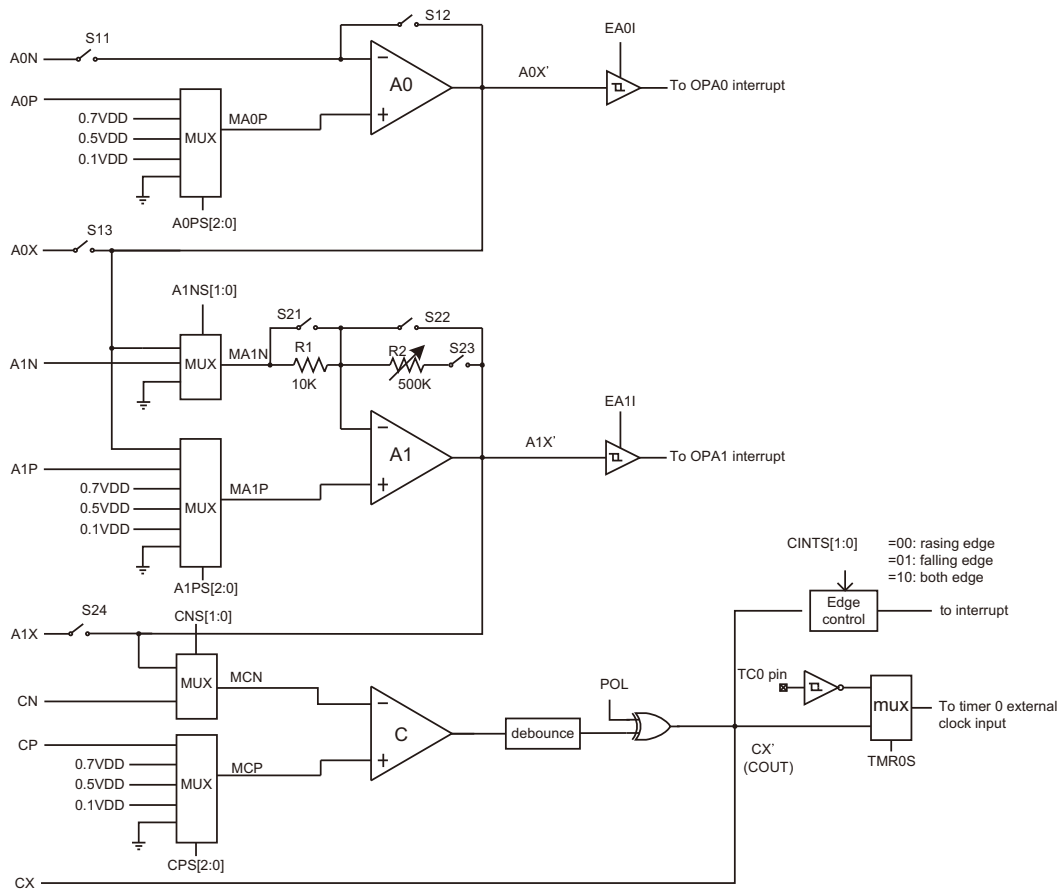 S12
S11
EA0I
A0N
A0
A0X'
To OPA0 interrupt
A0P
0.7VDD
0.5VDD
0.1VDD
MUX
MA0P
A0PS[2:0]
S13
A0X
A1NS[1:0]
S21
S22
A1N
MUX
MA1N
R1
10K
R2
500K
S23
EA1I
A1
A1X'
To OPA1 interrupt
A1P
0.7VDD
0.5VDD
0.1VDD
MUX
MA1P
A1PS[2:0]
CINTS[1:0]
=00: rasing edge
=01: falling edge
=10: both edge
Edge
control
to interrupt
S24
A1X
CNS[1:0]
MUX
MCN
CN
CP
0.7VDD
0.5VDD
0.1VDD
MUX
MCP
CPS[2:0]
C
debounce
POL
TC0 pin
mux
To timer 0 external
clock input
TMR0S
CX'
(COUT)
CX